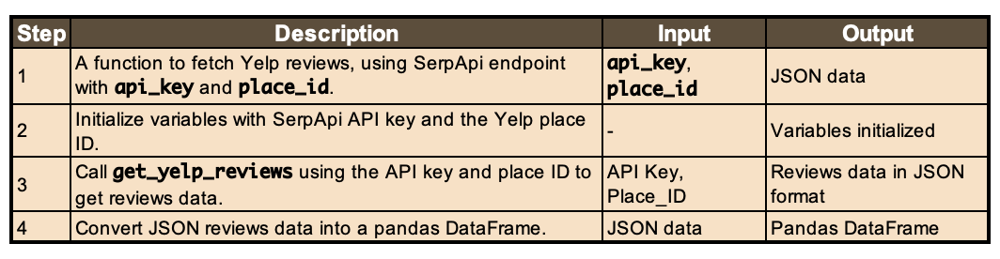 Step Description Input Output
1 A function to fetch Yelp reviews, using SerpApi endpoint with api_key and place_id. api_key, place_id JSON data
2 Initialize variables with SerpApi API key and the Yelp place ID. - Variables initialized
3 Call get_yelp_reviews using the API key and place ID to get reviews data. API Key, Place_ID Reviews data in JSON format
4 Convert JSON reviews data into a pandas DataFrame. JSON data Pandas DataFrame